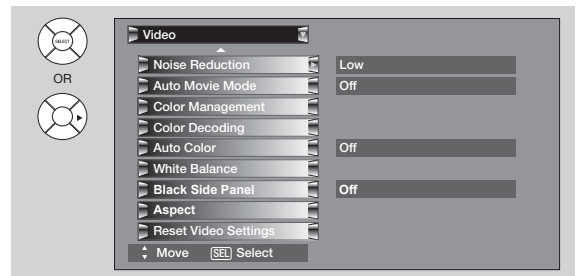 SELECT
OR
Video
Noise Reduction Low
Auto Movie Mode Off
Color Management
Color Decoding
Auto Color Off
White Balance
Black Side Panel Off
Aspect
Reset Video Settings
Move SEL Select